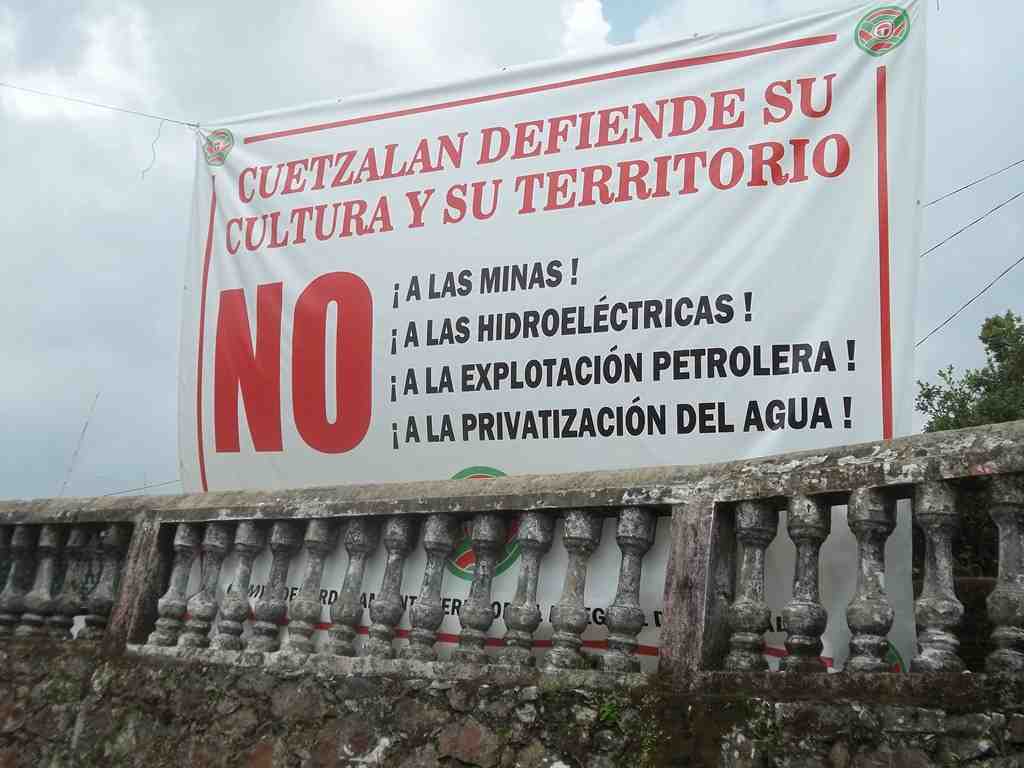 CUETZALAN DEFIENDE SU
CULTURA Y SU TERRITORIO
NO
¡ A LAS MINAS !
¡ A LAS HIDROELÉCTRICAS !
¡ A LA EXPLOTACIÓN PETROLERA !
¡ A LA PRIVATIZACIÓN DEL AGUA !